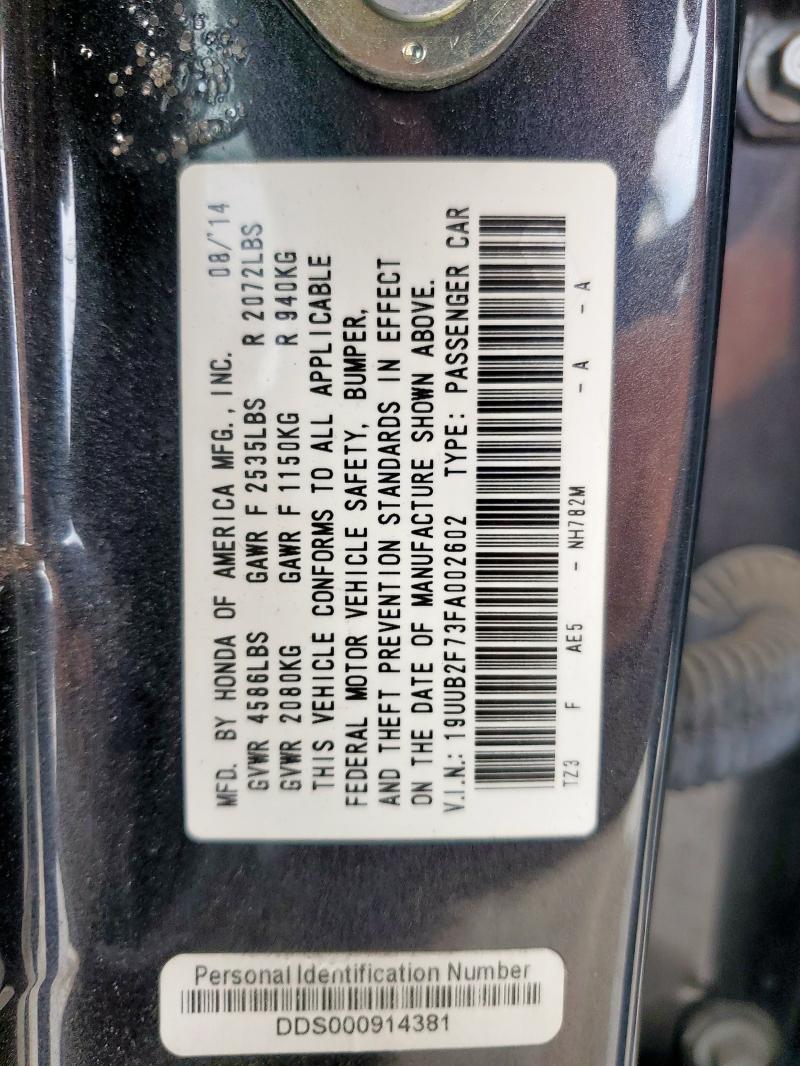 MFD. BY HONDA OF AMERICA MFG., INC. 08/'14
GVWR 4586LBS GAWR F 2535LBS R 2072LBS
GVWR 2080KG GAWR F 1150KG R 940KG
THIS VEHICLE CONFORMS TO ALL APPLICABLE
FEDERAL MOTOR VEHICLE SAFETY, BUMPER,
AND THEFT PREVENTION STANDARDS IN EFFECT
ON THE DATE OF MANUFACTURE SHOWN ABOVE.
V.I.N.: 19UUB2F73FA002602 TYPE: PASSENGER CAR
TZ3 F AE5 - NH782M - A - A
Personal Identification Number
DDS000914381